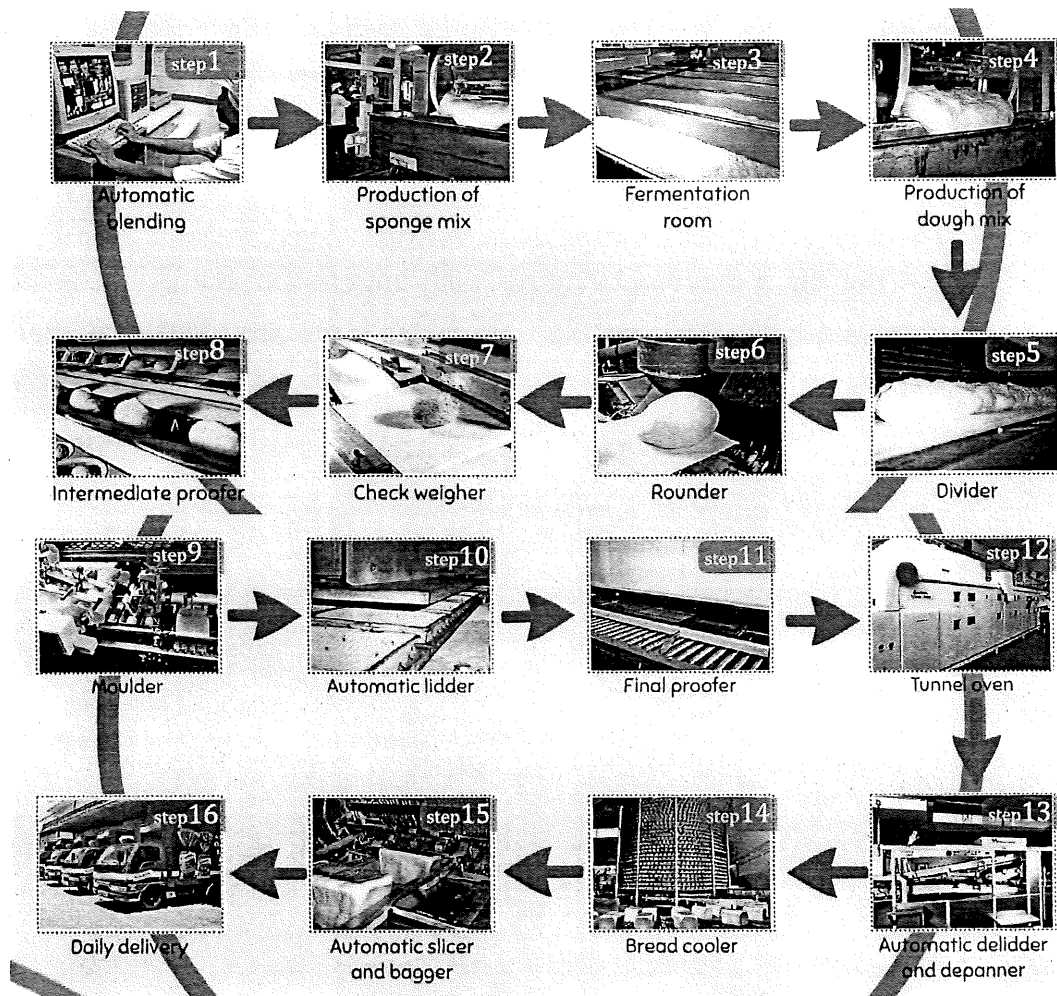 step1
Automatic
blending
step2
Production of
sponge mix
step3
Fermentation
room
step4
Production of
dough mix
step5
Divider
step6
Rounder
step7
Check weigher
step8
Intermediate proofer
step9
Moulder
step10
Automatic lidder
step11
Final proofer
step12
Tunnel oven
step13
Automatic delidder
and depanner
step14
Bread cooler
step15
Automatic slicer
and bagger
step16
Daily delivery